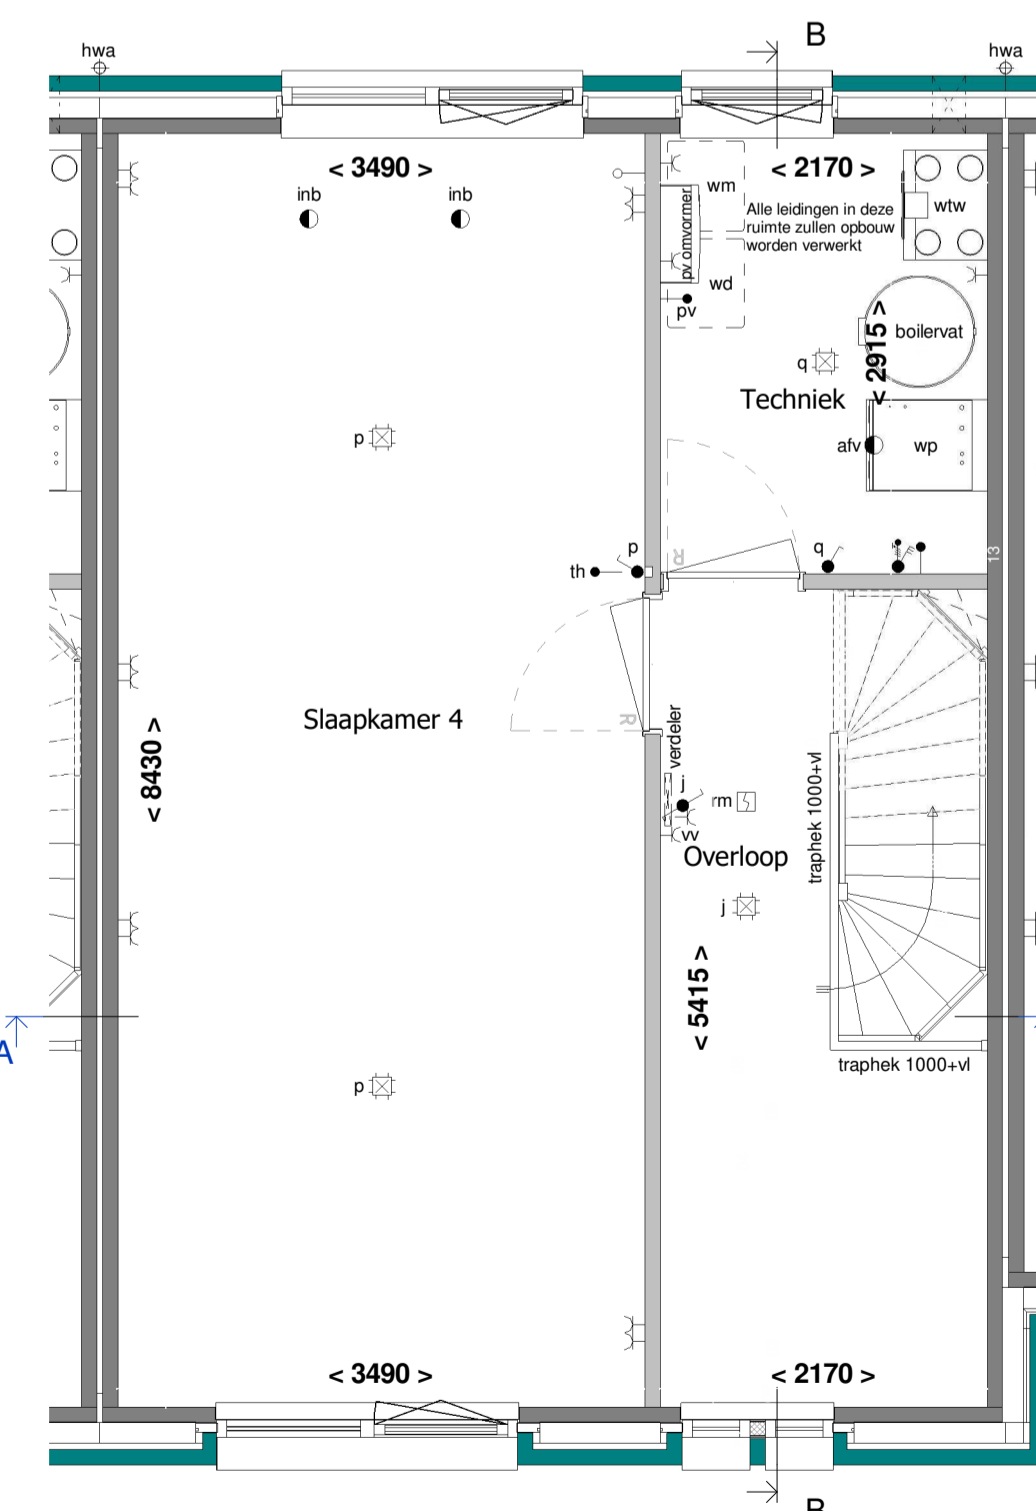 B
hwa
hwa
< 3490 >
< 2170 >
inb
inb
wm
pv omvormer
Alle leidingen in deze
ruimte zullen opbouw
worden verwerkt
wtw
wd
pv
< 2915 >
boilervat
q
Techniek
p
afv
wp
p
th
q
R
13
Slaapkamer 4
R
verdeler
< 8430 >
j
rm
vv
Overloop
traphek 1000+vl
j
< 5415 >
A
traphek 1000+vl
p
< 3490 >
< 2170 >
B